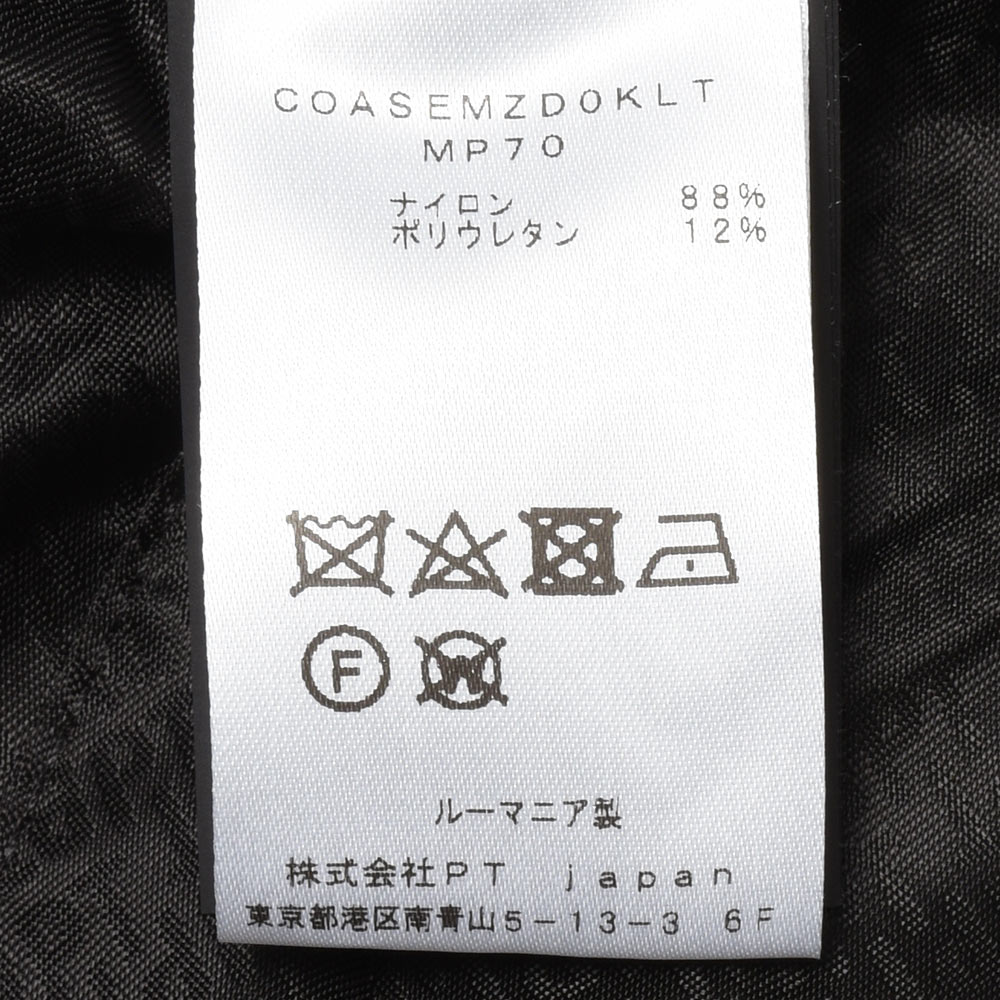 COASEMZD0KLT
MP70
ナイロン 88%
ポリウレタン 12%
F W
ルーマニア製
株式会社PT japan
東京都港区南青山5-13-3 6F